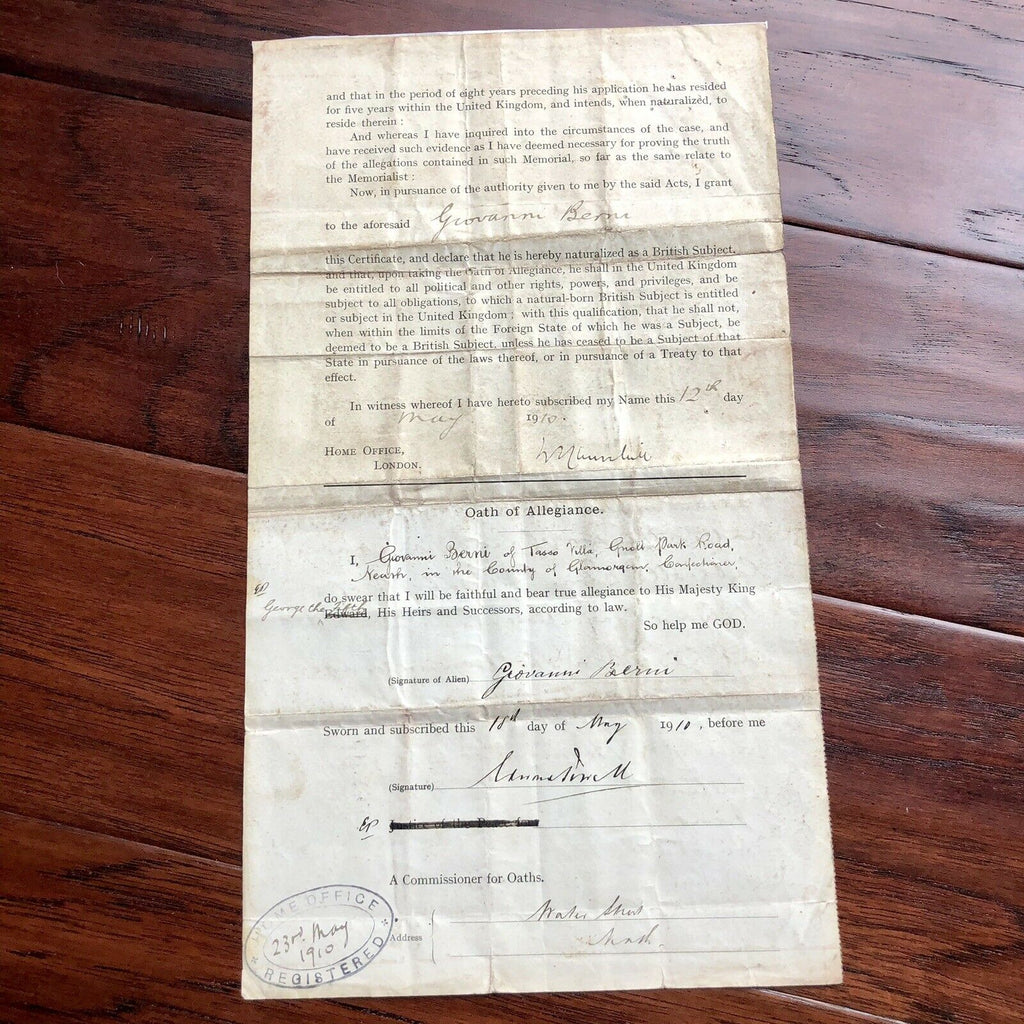 and that in the period of eight years preceding his application he has resided
for five years within the United Kingdom, and intends, when naturalized, to
reside therein :
And whereas I have inquired into the circumstances of the case, and
have received such evidence as I have deemed necessary for proving the truth
of the allegations contained in such Memorial, so far as the same relate to
the Memorialist :
Now, in pursuance of the authority given to me by the said Acts, I grant
to the aforesaid Giovanni Berni
this Certificate, and declare that he is hereby naturalized as a British Subject,
and that, upon taking the Oath of Allegiance, he shall in the United Kingdom
be entitled to all political and other rights, powers, and privileges, and be
subject to all obligations, to which a natural-born British Subject is entitled
or subject in the United Kingdom ; with this qualification, that he shall not,
when within the limits of the Foreign State of which he was a Subject, be
deemed to be a British Subject, unless he has ceased to be a Subject of that
State in pursuance of the laws thereof, or in pursuance of a Treaty to that
effect.
In witness whereof I have hereto subscribed my Name this 12th day
of May 1910.
HOME OFFICE,
LONDON.
Oath of Allegiance.
I, Giovanni Berni of Villa, Gnoll Park Road,
Neath, in the County of Glamorgan, Confectioner,
do swear that I will be faithful and bear true allegiance to His Majesty King
EP George the Fifth
Edward, His Heirs and Successors, according to law.
So help me GOD.
(Signature of Alien) Giovanni Berni
Sworn and subscribed this 18th day of May 1910, before me
(Signature)
EP Justice of the Peace for
A Commissioner for Oaths.
Address Water Street
Neath.
HOME OFFICE
23rd May
1910
REGISTERED